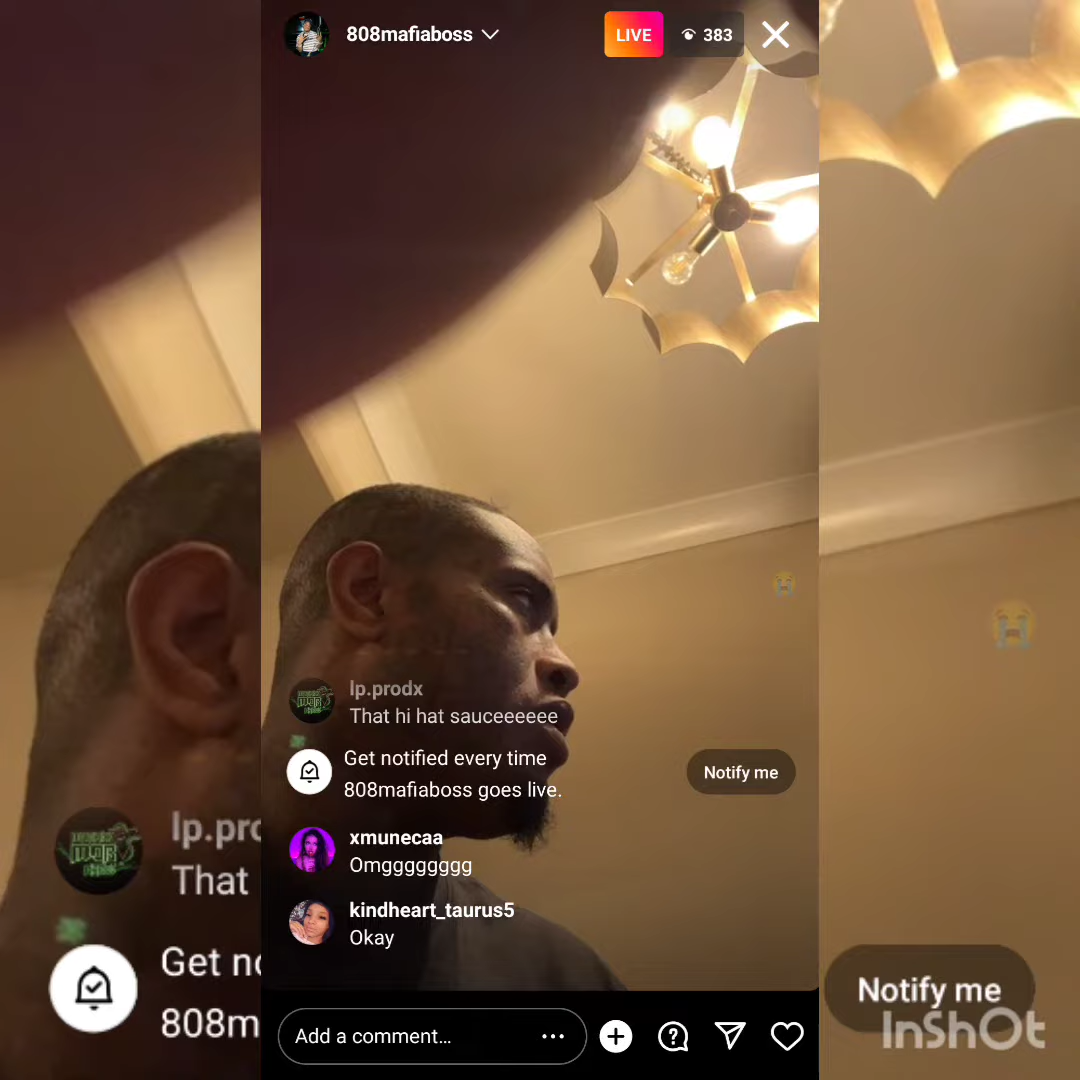 808mafiaboss
LIVE
383
lp.prodx
That hi hat sauceeeeee
Get notified every time
808mafiaboss goes live.
Notify me
xmunecaa
Omggggggggg
kindheart_taurus5
Okay
Add a comment…
lp.pro
That
Get no
808m
Notify me
InShOt